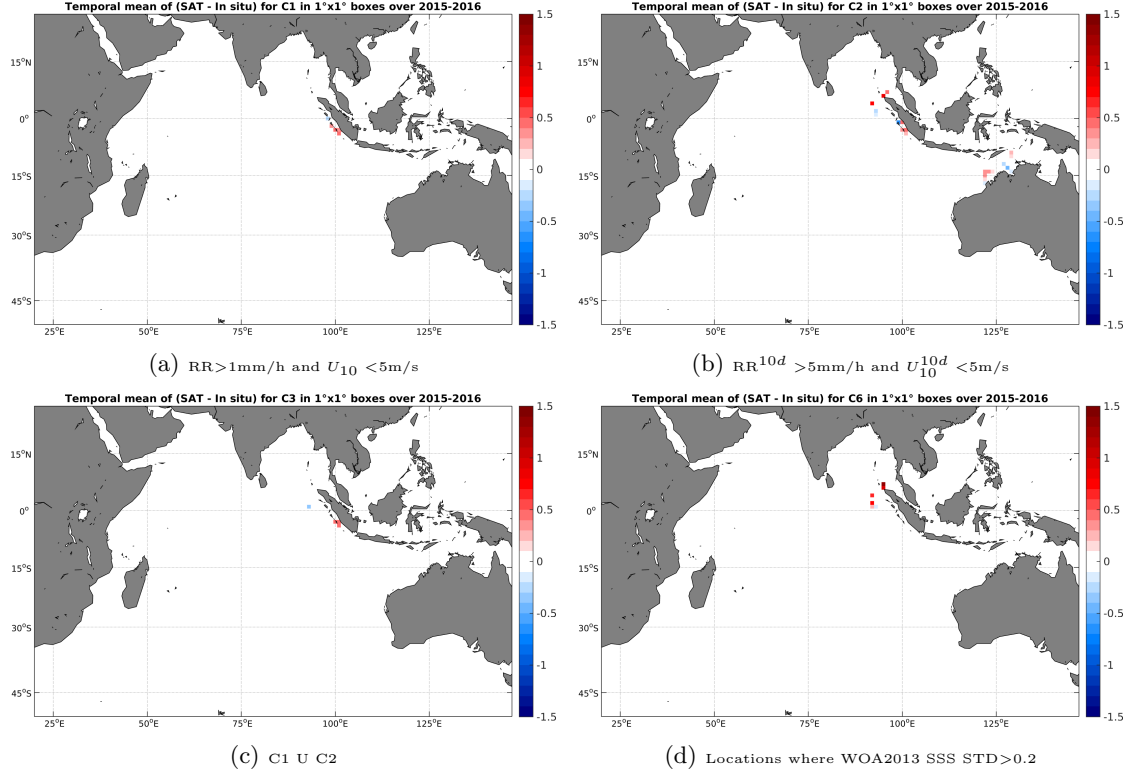 Temporal mean of (SAT - In situ) for C1 in 1°x1° boxes over 2015-2016
15°N
0°
15°S
30°S
45°S
25°E 50°E 75°E 100°E 125°E
1.5
1
0.5
0
-0.5
-1
-1.5
(a) RR>1mm/h and U₁₀ <5m/s
Temporal mean of (SAT - In situ) for C2 in 1°x1° boxes over 2015-2016
15°N
0°
15°S
30°S
45°S
25°E 50°E 75°E 100°E 125°E
1.5
1
0.5
0
-0.5
-1
-1.5
(b) RR^10d >5mm/h and U₁₀^10d <5m/s
Temporal mean of (SAT - In situ) for C3 in 1°x1° boxes over 2015-2016
15°N
0°
15°S
30°S
45°S
25°E 50°E 75°E 100°E 125°E
1.5
1
0.5
0
-0.5
-1
-1.5
(c) C1 U C2
Temporal mean of (SAT - In situ) for C6 in 1°x1° boxes over 2015-2016
15°N
0°
15°S
30°S
45°S
25°E 50°E 75°E 100°E 125°E
1.5
1
0.5
0
-0.5
-1
-1.5
(d) Locations where WOA2013 SSS STD>0.2